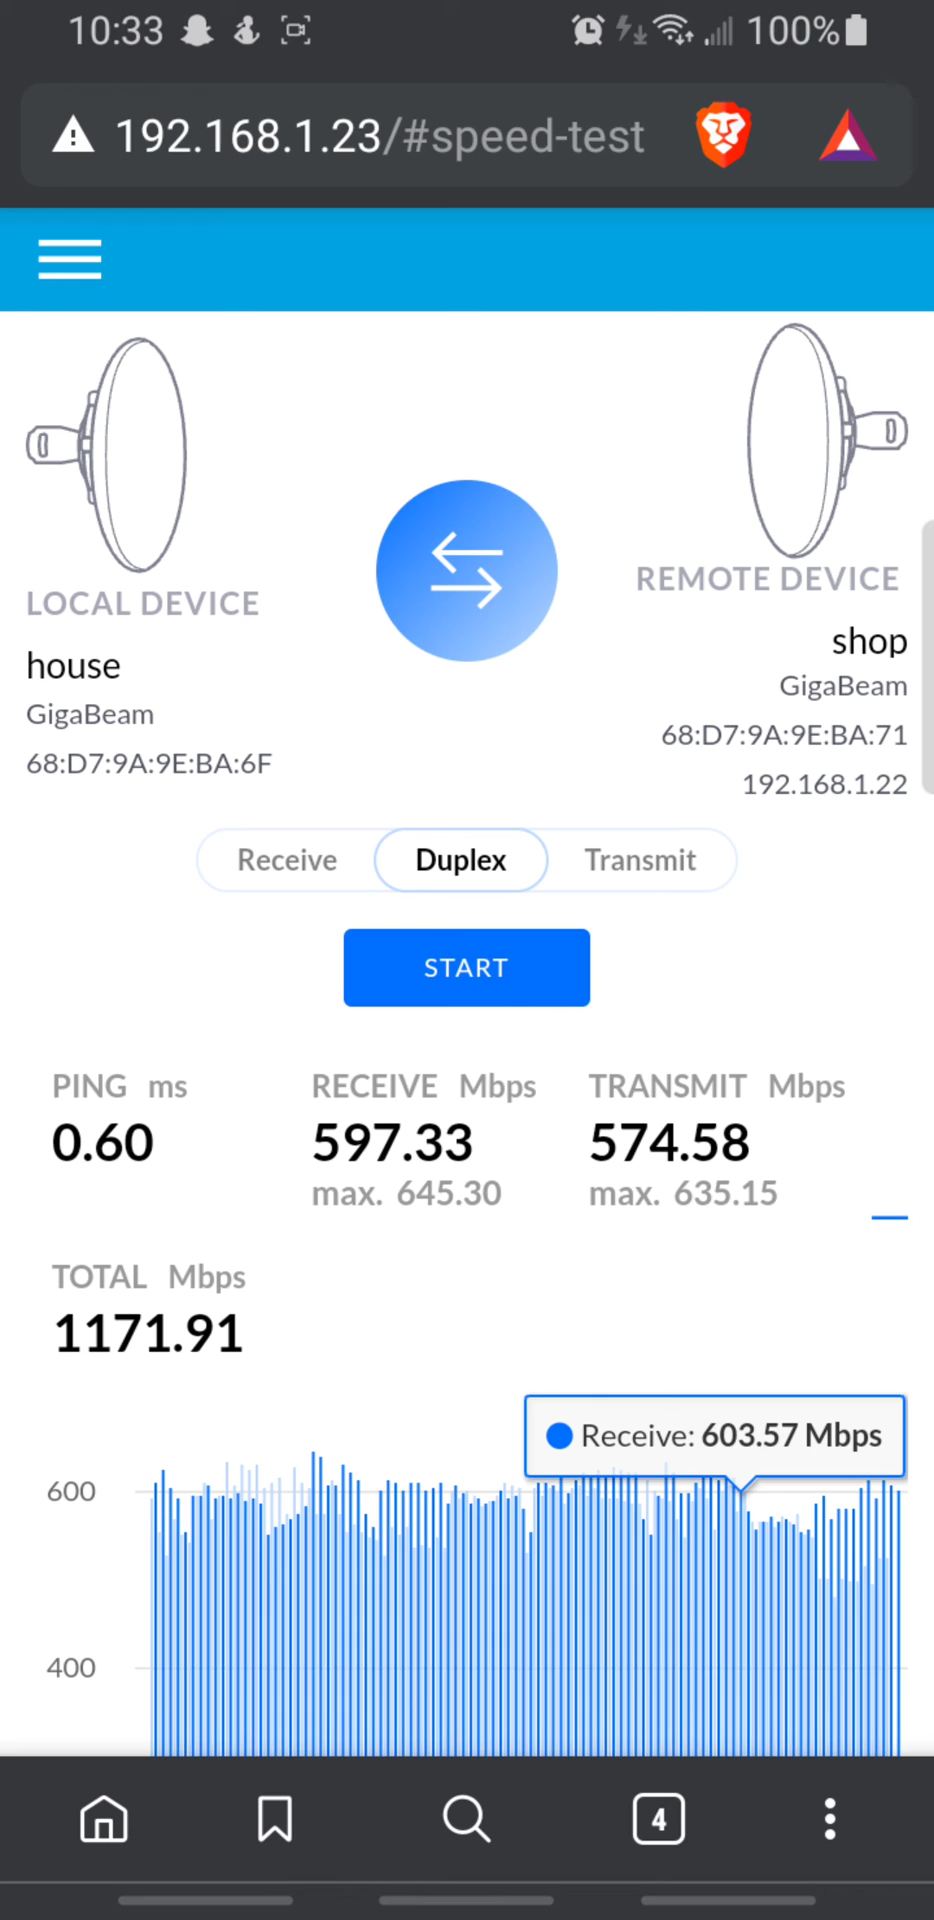 10:33
100%
192.168.1.23/#speed-test
LOCAL DEVICE
house
GigaBeam
68:D7:9A:9E:BA:6F
REMOTE DEVICE
shop
GigaBeam
68:D7:9A:9E:BA:71
192.168.1.22
Receive Duplex Transmit
START
PING ms
0.60
RECEIVE Mbps
597.33
max. 645.30
TRANSMIT Mbps
574.58
max. 635.15
TOTAL Mbps
1171.91
Receive: 603.57 Mbps
600
400
4